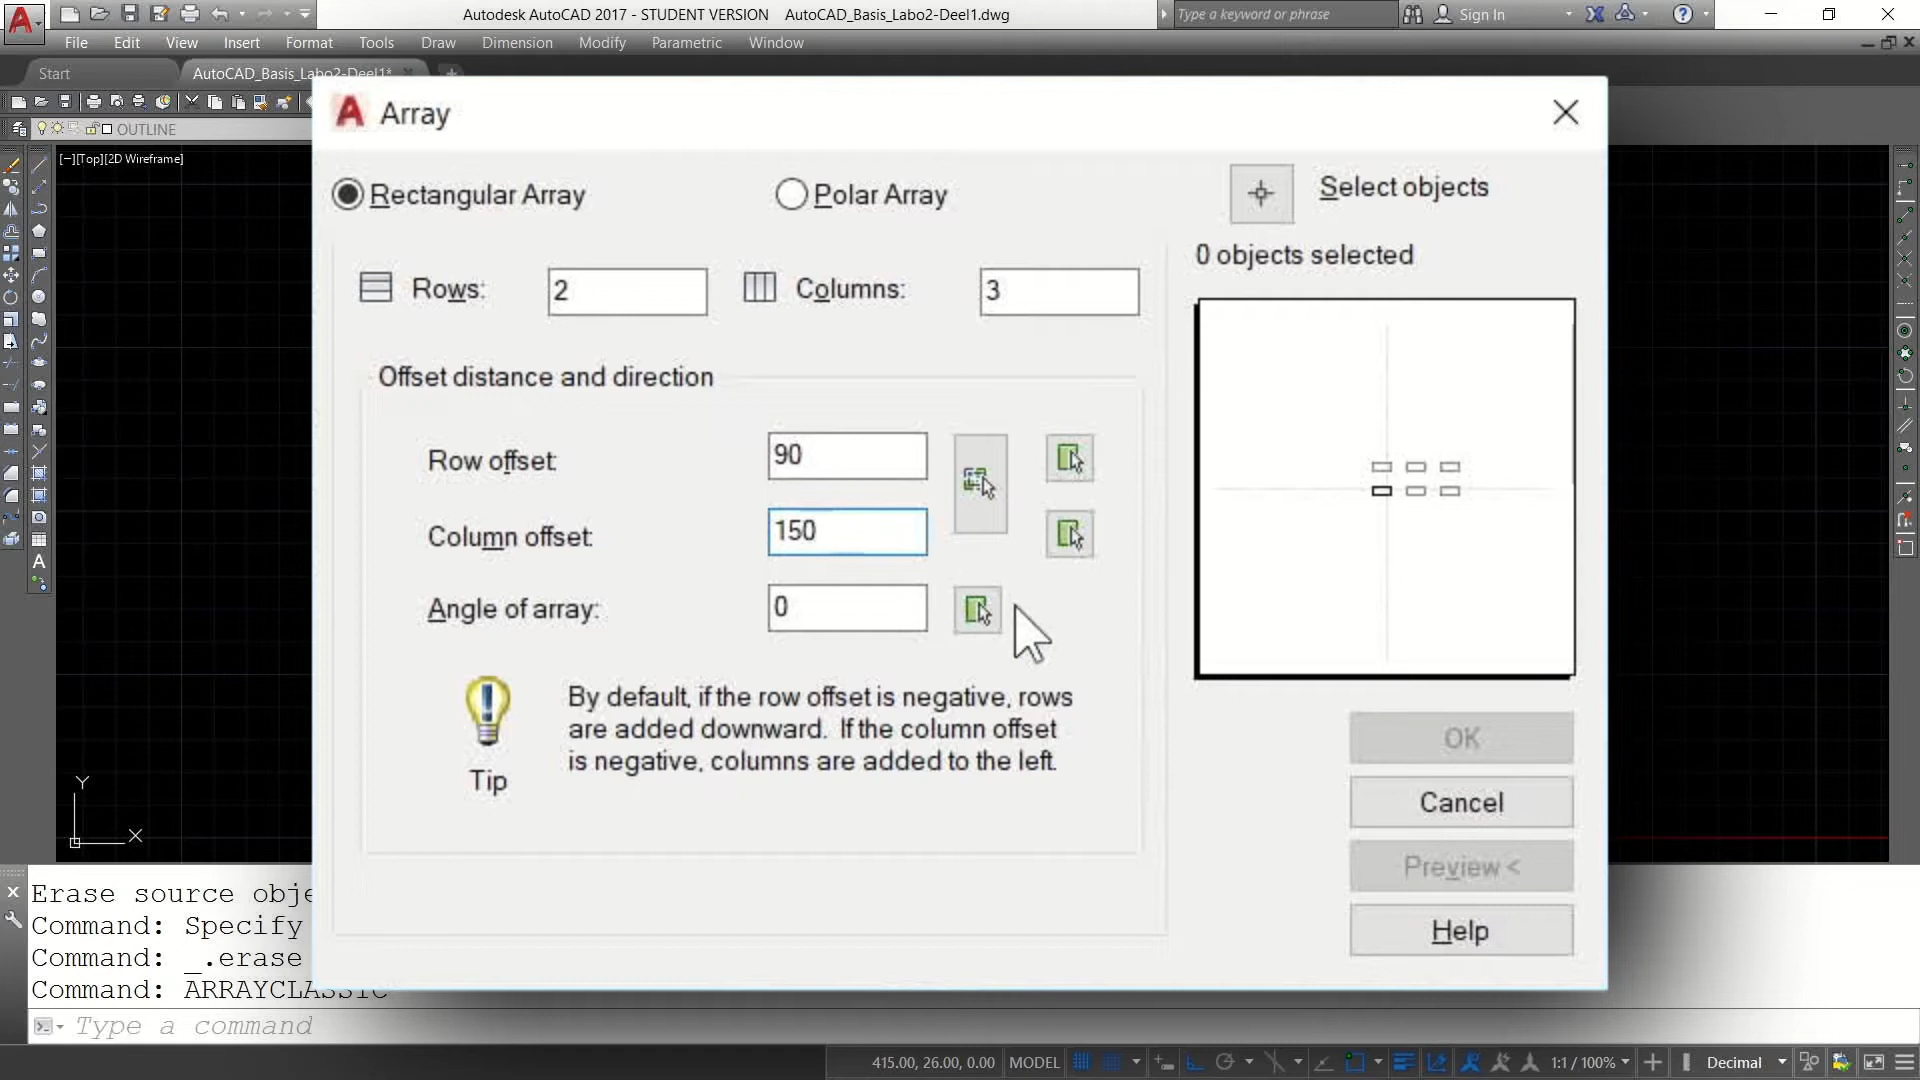 Autodesk AutoCAD 2017 - STUDENT VERSION AutoCAD_Basis_Labo2-Deel1.dwg
Type a keyword or phrase
Sign In
File Edit View Insert Format Tools Draw Dimension Modify Parametric Window
Start
AutoCAD_Basis_Labo2-Deel1*
OUTLINE
[−][Top][2D Wireframe]
Array
Rectangular Array
Polar Array
Select objects
0 objects selected
Rows: 2
Columns: 3
Offset distance and direction
Row offset: 90
Column offset: 150
Angle of array: 0
Tip
By default, if the row offset is negative, rows
are added downward. If the column offset
is negative, columns are added to the left.
OK
Cancel
Preview <
Help
Y
X
Erase source obje
Command: Specify
Command: _.erase
Command: ARRAYCLASSIC
Type a command
415.00, 26.00, 0.00 MODEL 1:1 / 100% Decimal